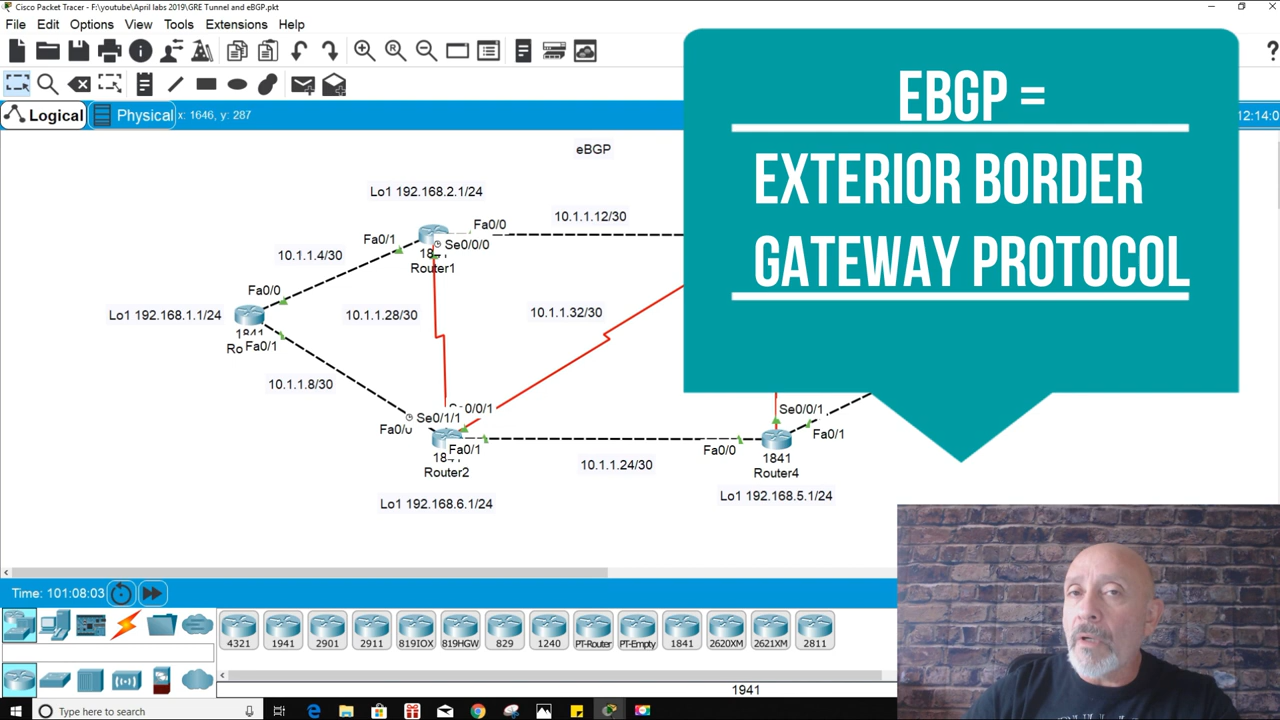 Cisco Packet Tracer - F:\youtube\April labs 2019\GRE Tunnel and eBGP.pkt
File Edit Options View Tools Extensions Help
Logical Physical x: 1646, y: 287
12:14:0
EBGP =
EXTERIOR BORDER
GATEWAY PROTOCOL
eBGP
Lo1 192.168.2.1/24
Fa0/0
10.1.1.12/30
Fa0/1
Se0/0/0
10.1.1.4/30
Router1
Fa0/0
Lo1 192.168.1.1/24
10.1.1.28/30
10.1.1.32/30
1841
Ro
Fa0/1
10.1.1.8/30
Se0/1/1
Fa0/0
Fa0/1
Router2
10.1.1.24/30
Se0/0/1
Fa0/1
Fa0/0
1841
Router4
Lo1 192.168.6.1/24
Lo1 192.168.5.1/24
Time: 101:08:03
4321 1941 2901 2911 819IOX 819HGW 829 1240 PT-Router PT-Empty 1841 2620XM 2621XM 2811
1941
Type here to search